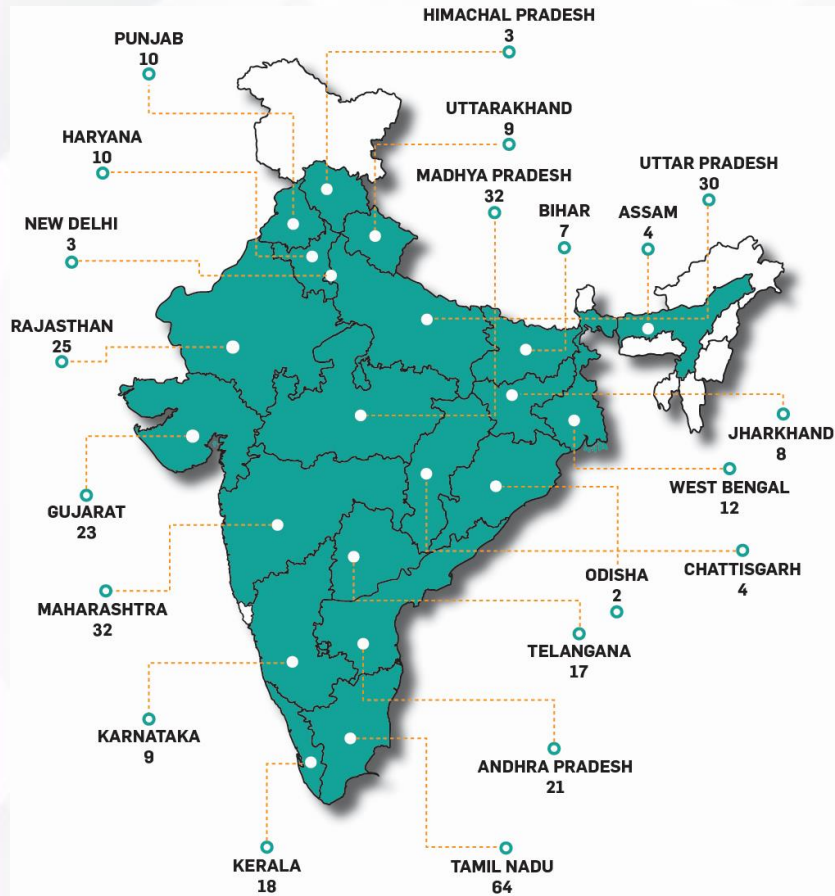 HIMACHAL PRADESH
3
PUNJAB
10
UTTARAKHAND
9
HARYANA
10
UTTAR PRADESH
30
MADHYA PRADESH
32
BIHAR
7
ASSAM
4
NEW DELHI
3
RAJASTHAN
25
JHARKHAND
8
WEST BENGAL
12
GUJARAT
23
CHATTISGARH
4
ODISHA
2
MAHARASHTRA
32
TELANGANA
17
KARNATAKA
9
ANDHRA PRADESH
21
KERALA
18
TAMIL NADU
64